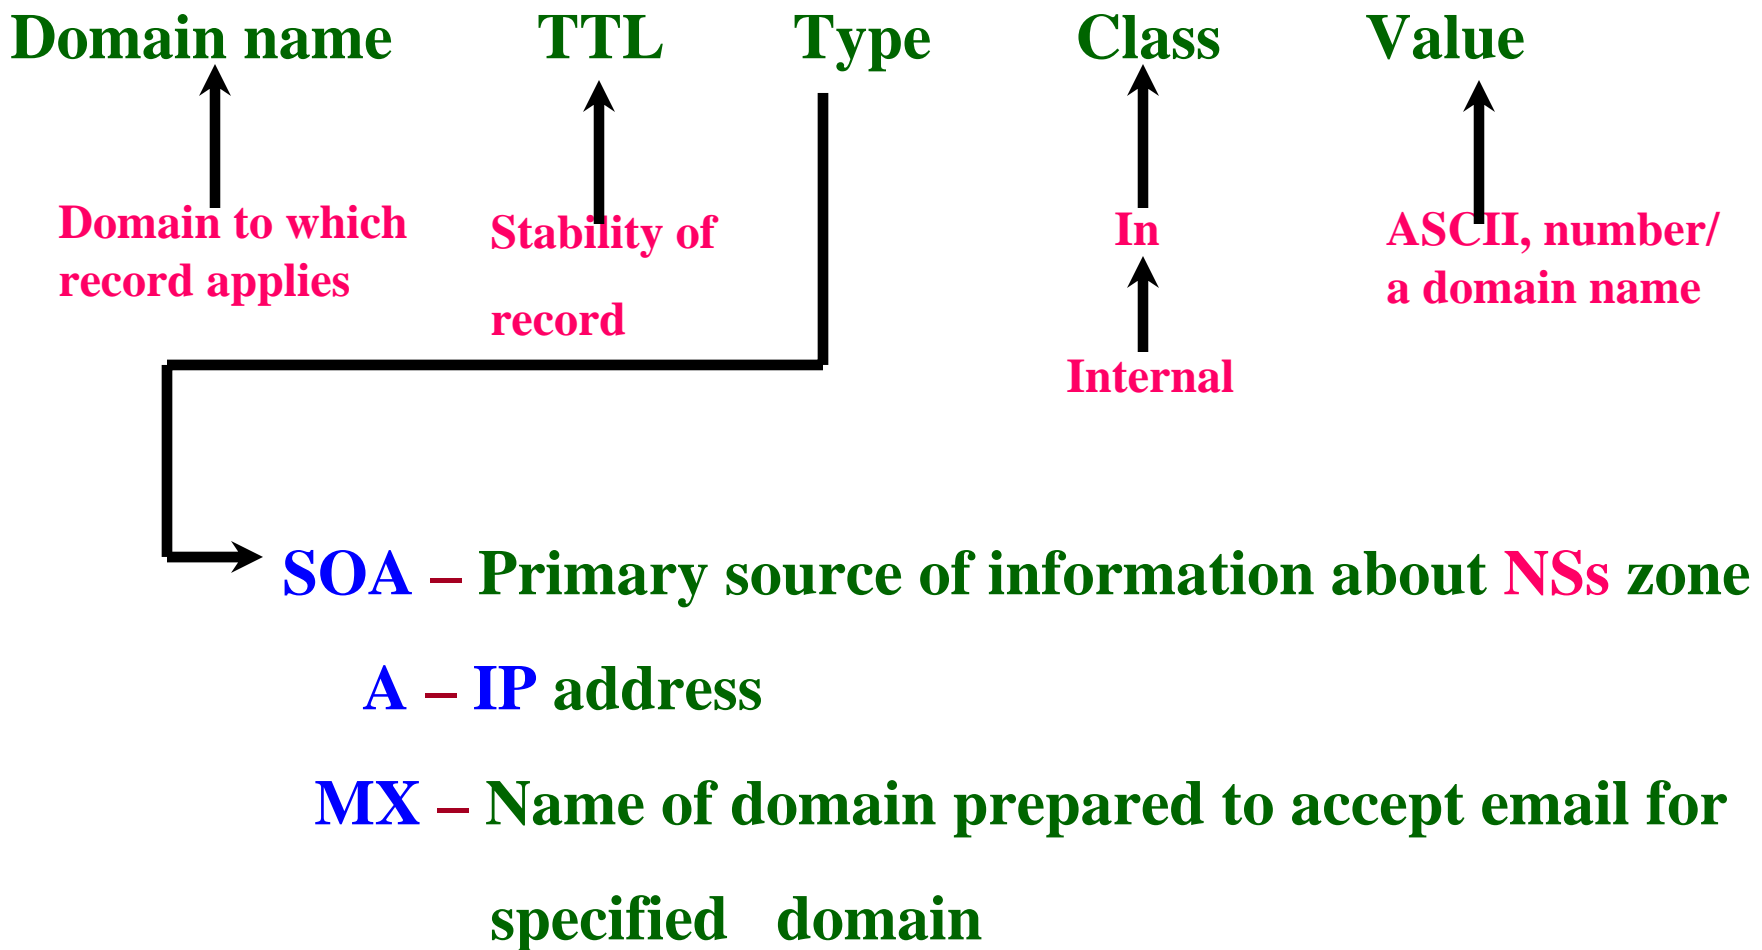 Domain name TTL Type Class Value
Domain to which
record applies
Stability of
record
In
Internal
ASCII, number/
a domain name
SOA – Primary source of information about NSs zone
A – IP address
MX – Name of domain prepared to accept email for
specified domain